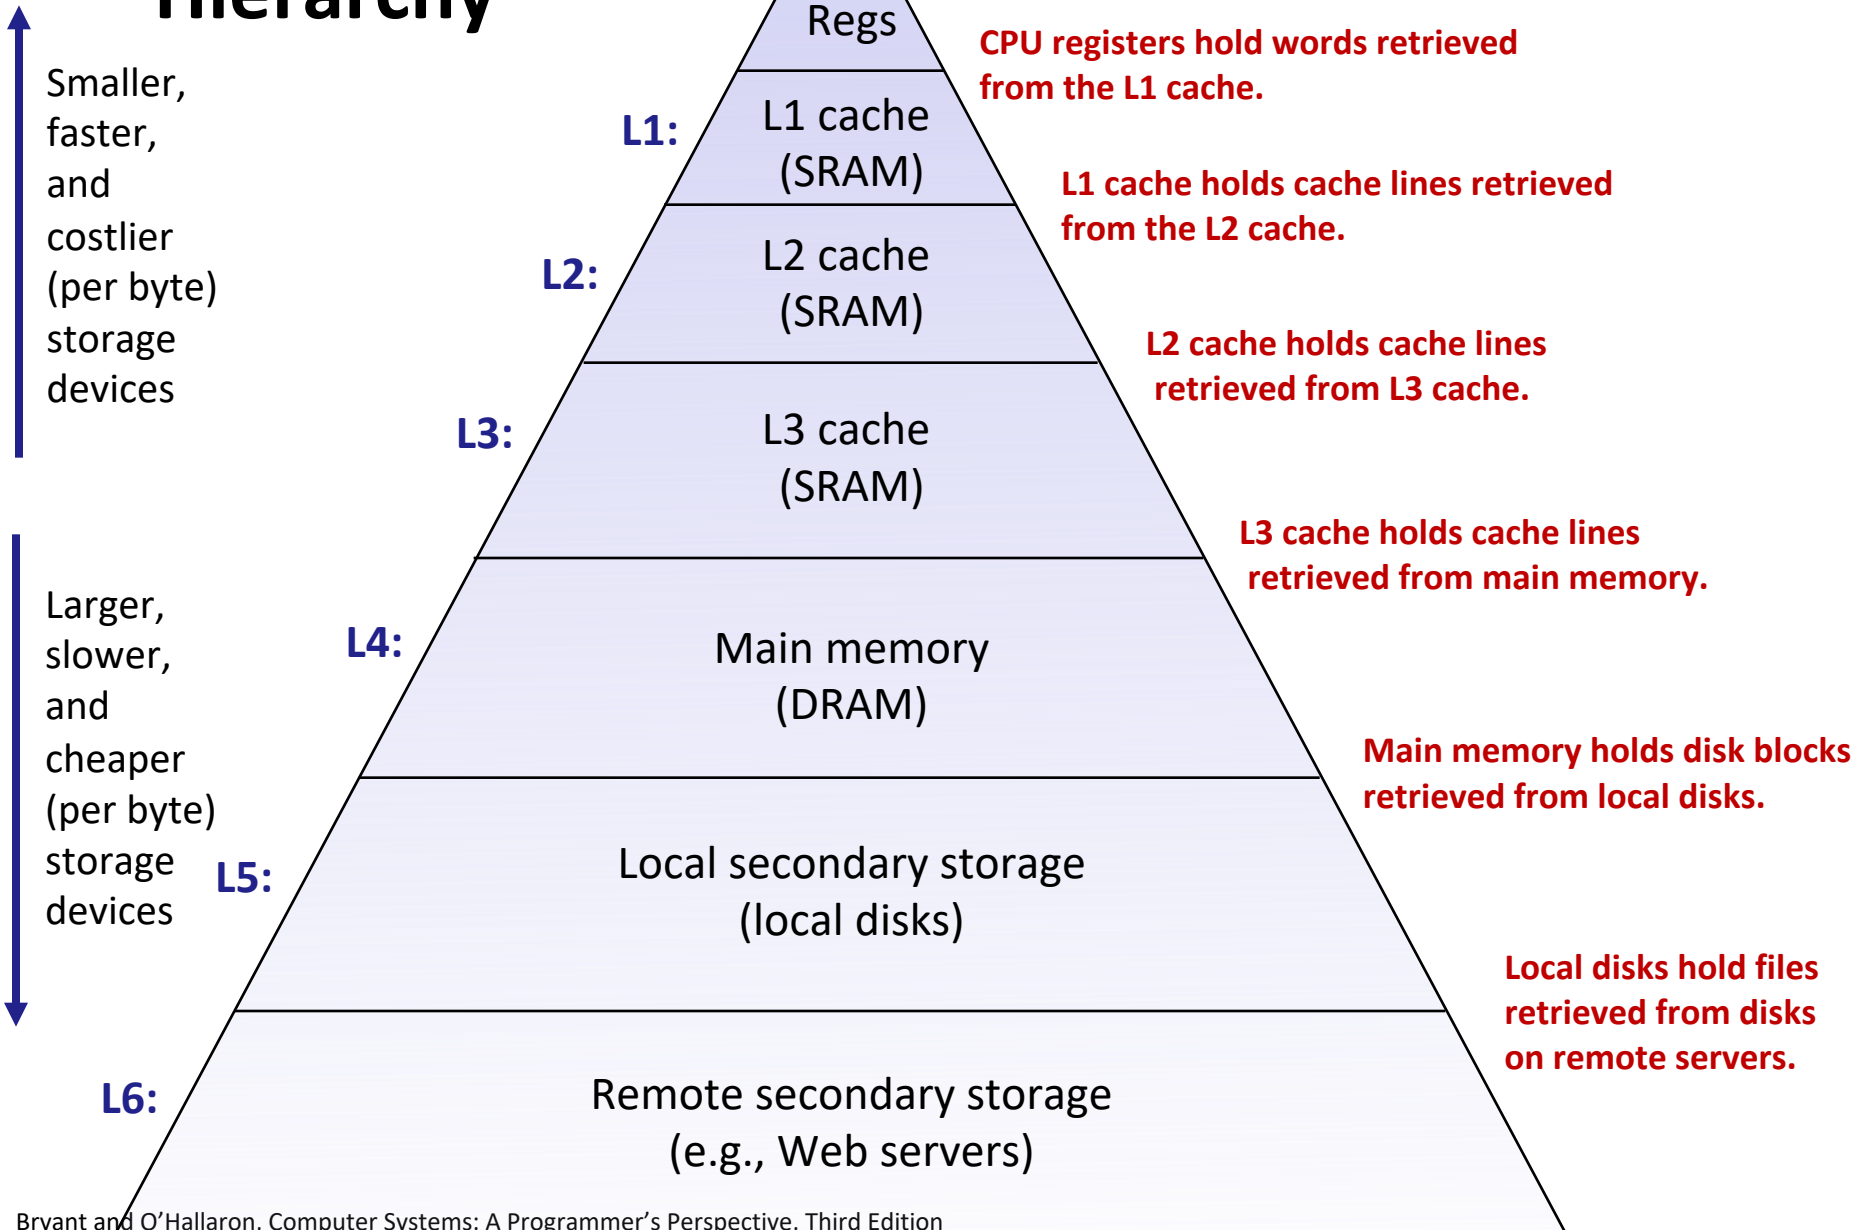 Hierarchy
Regs
CPU registers hold words retrieved
from the L1 cache.
Smaller,
faster,
and
costlier
(per byte)
storage
devices
L1:
L1 cache
(SRAM)
L1 cache holds cache lines retrieved
from the L2 cache.
L2:
L2 cache
(SRAM)
L2 cache holds cache lines
retrieved from L3 cache.
L3:
L3 cache
(SRAM)
L3 cache holds cache lines
retrieved from main memory.
Larger,
slower,
and
cheaper
(per byte)
storage
devices
L4:
Main memory
(DRAM)
Main memory holds disk blocks
retrieved from local disks.
L5:
Local secondary storage
(local disks)
Local disks hold files
retrieved from disks
on remote servers.
L6:
Remote secondary storage
(e.g., Web servers)
Bryant and O’Hallaron, Computer Systems: A Programmer’s Perspective, Third Edition